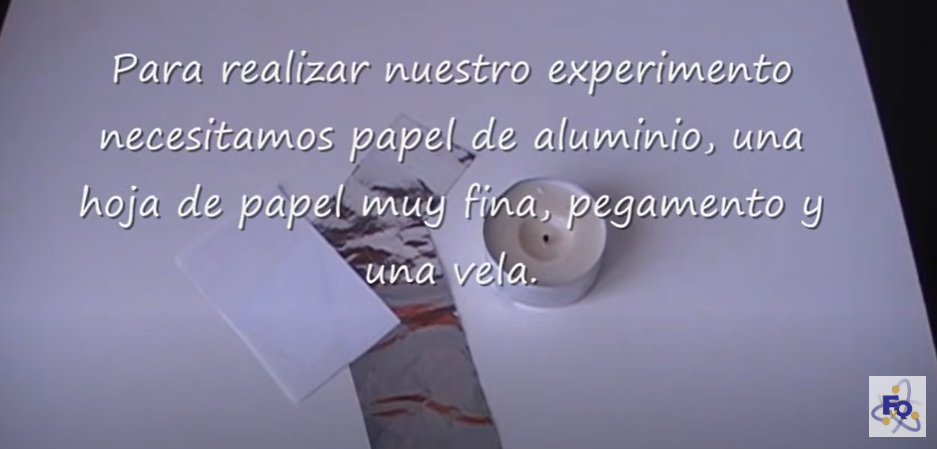 Para realizar nuestro experimento
necesitamos papel de aluminio, una
hoja de papel muy fina, pegamento y
una vela.
FQ